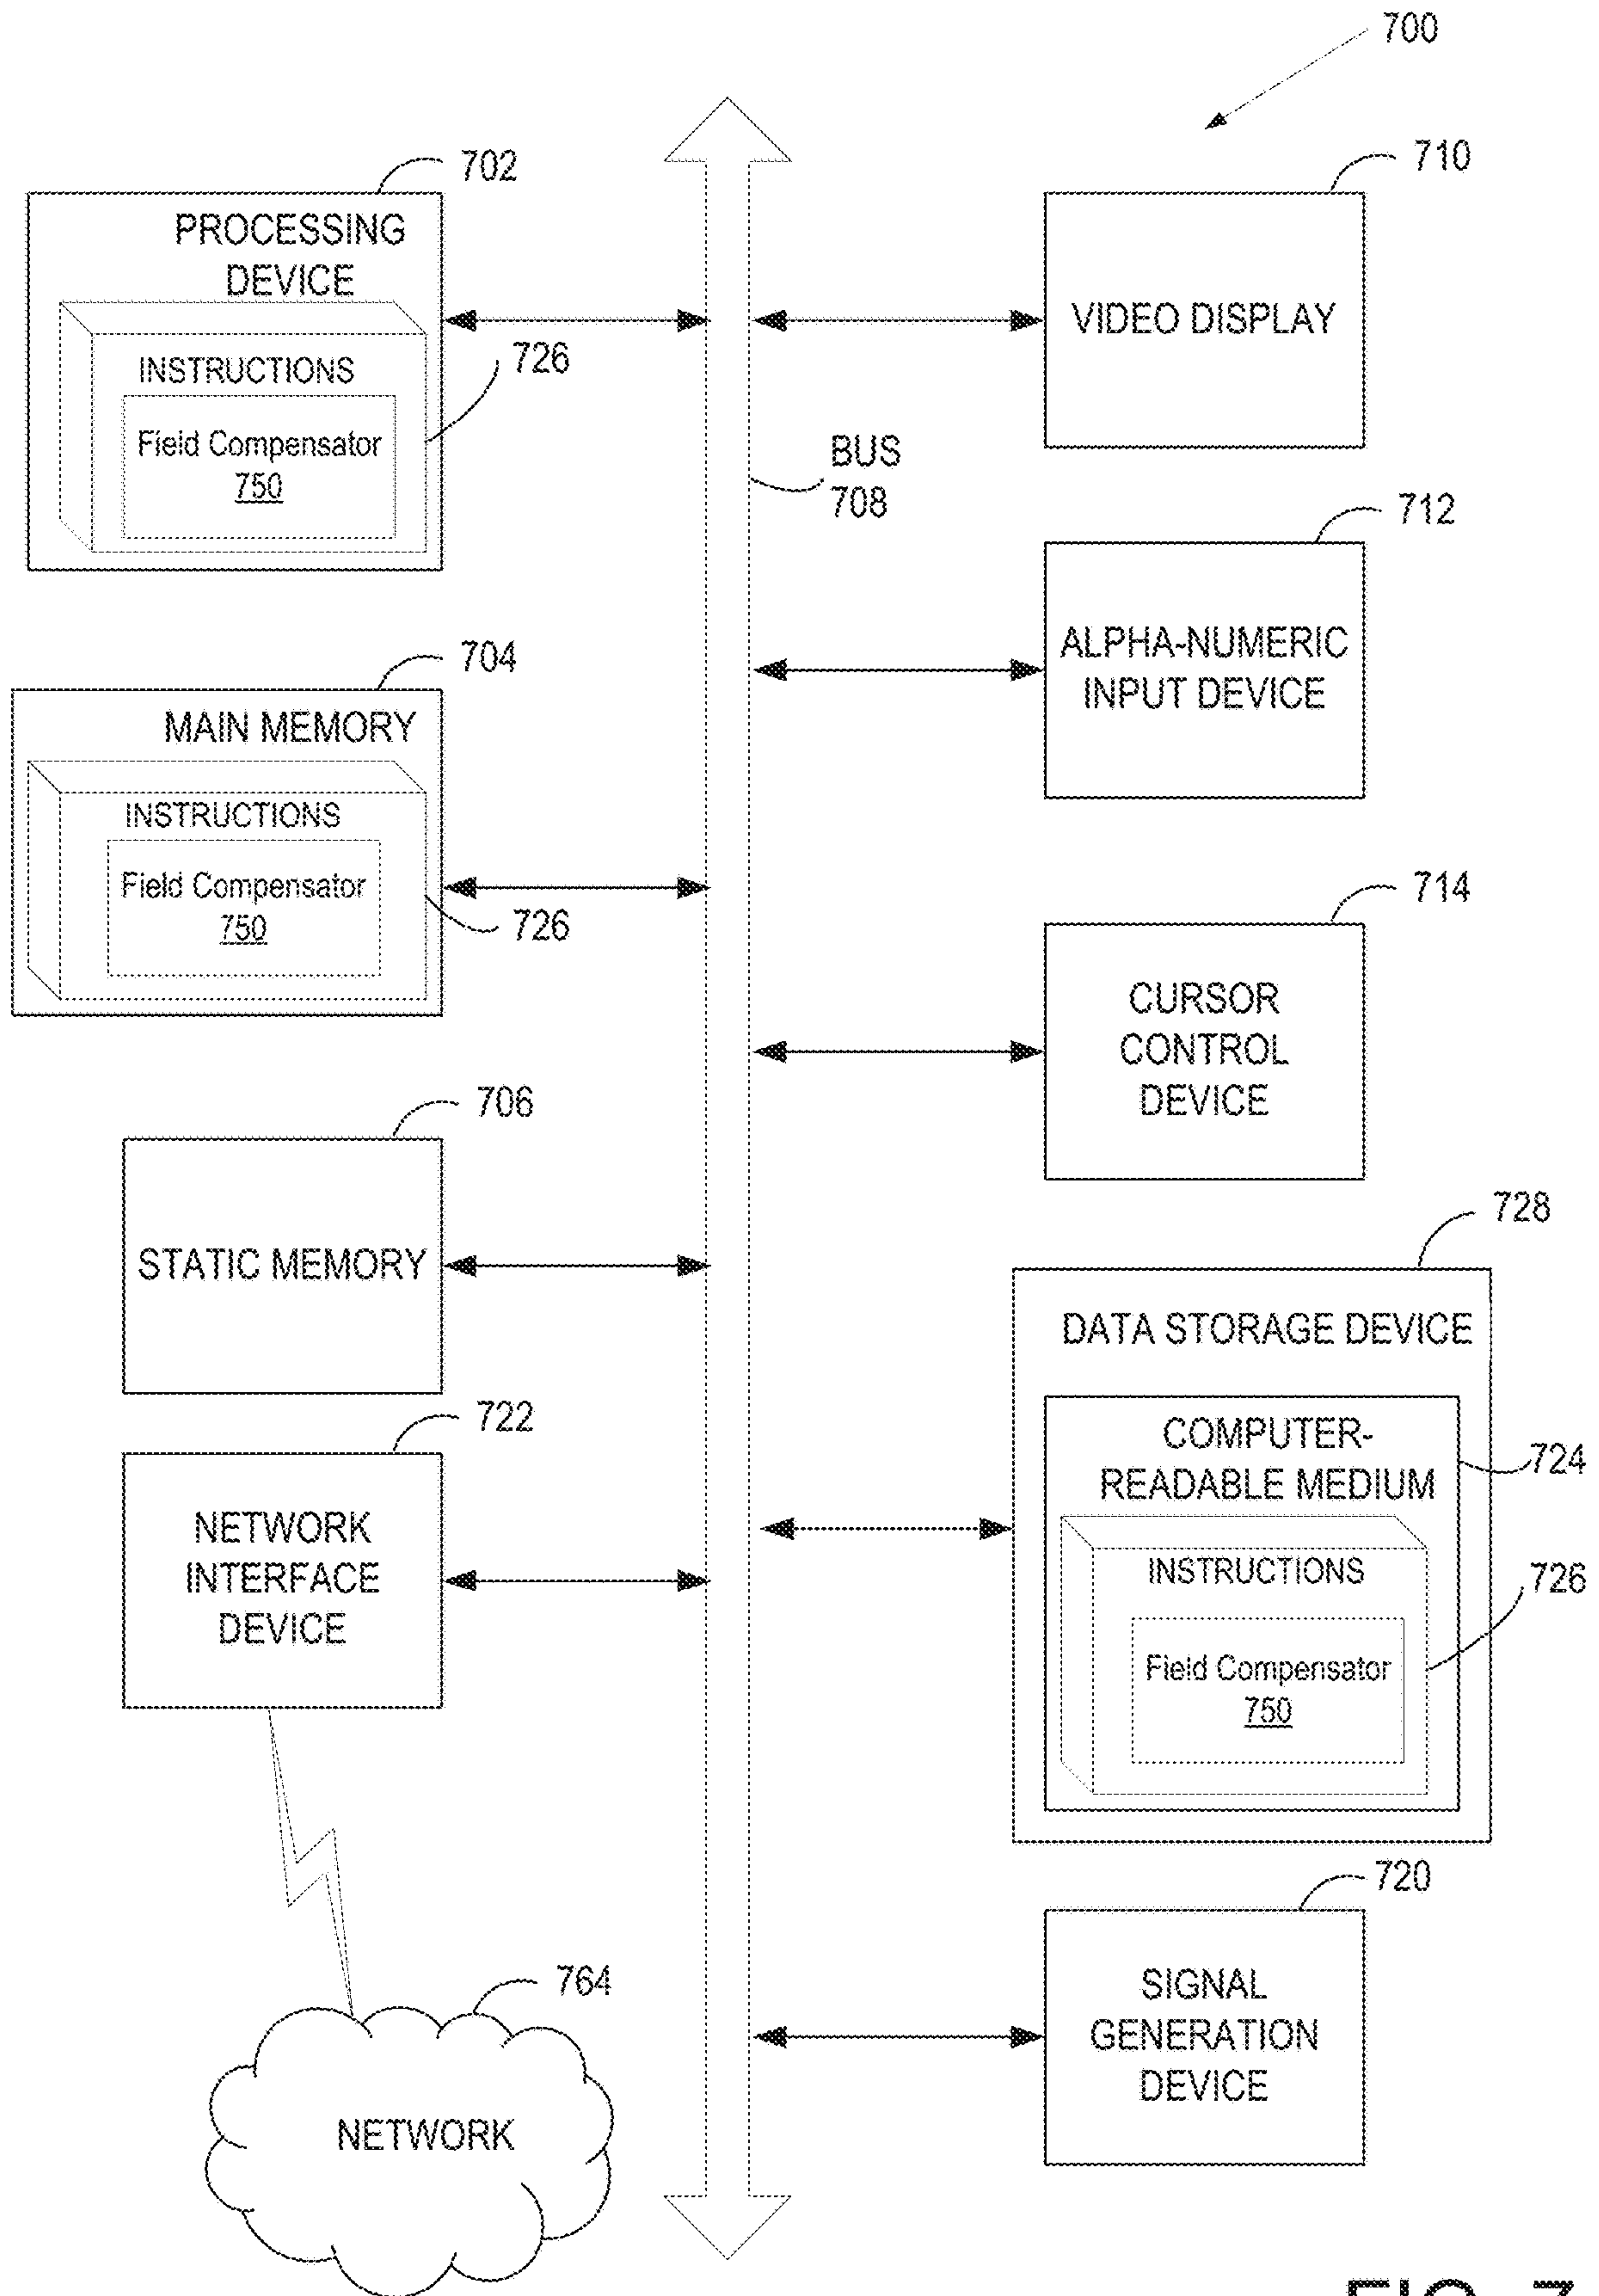 700
702
PROCESSING
DEVICE
INSTRUCTIONS
Field Compensator
750
726
710
VIDEO DISPLAY
BUS
708
712
ALPHA-NUMERIC
INPUT DEVICE
704
MAIN MEMORY
INSTRUCTIONS
Field Compensator
750
726
714
CURSOR
CONTROL
DEVICE
706
STATIC MEMORY
728
DATA STORAGE DEVICE
COMPUTER-
READABLE MEDIUM
724
INSTRUCTIONS
726
Field Compensator
750
722
NETWORK
INTERFACE
DEVICE
720
SIGNAL
GENERATION
DEVICE
764
NETWORK
FIG. 7